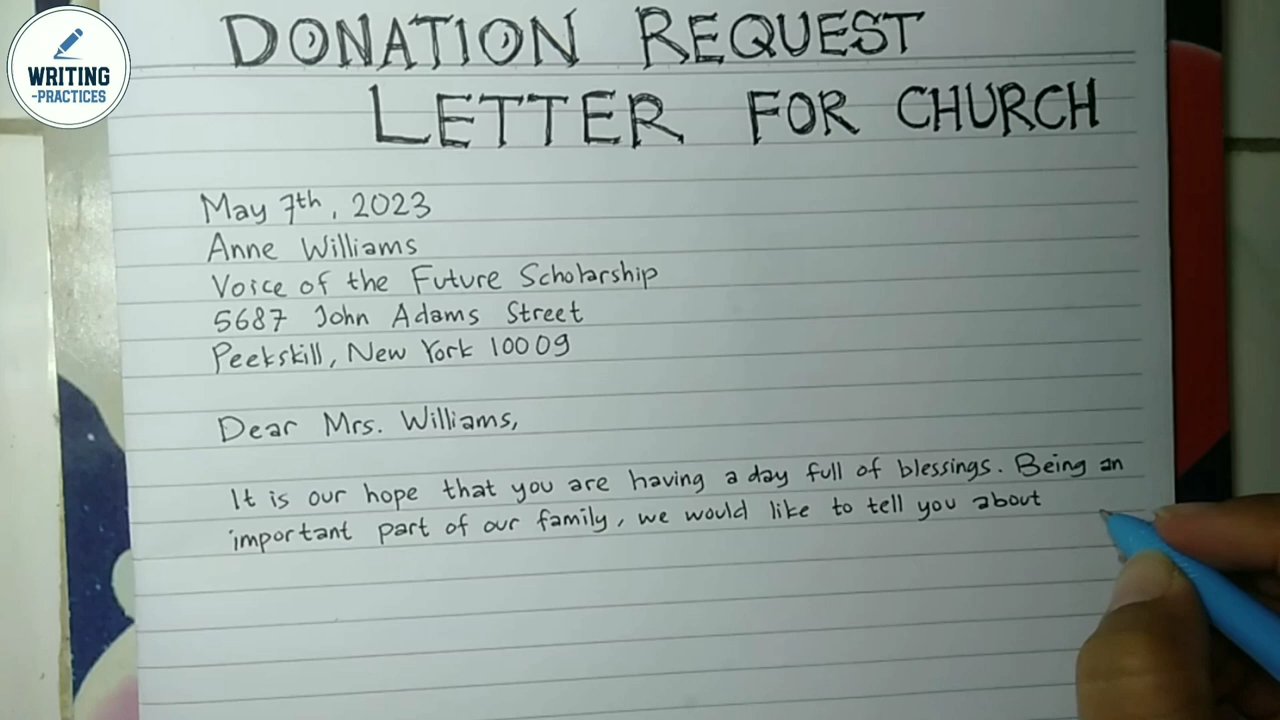 WRITING
-PRACTICES
DONATION REQUEST
LETTER FOR CHURCH
May 7th, 2023
Anne Williams
Voice of the Future Scholarship
5687 John Adams Street
Peekskill, New York 10009
Dear Mrs. Williams,
It is our hope that you are having a day full of blessings. Being an
important part of our family, we would like to tell you about